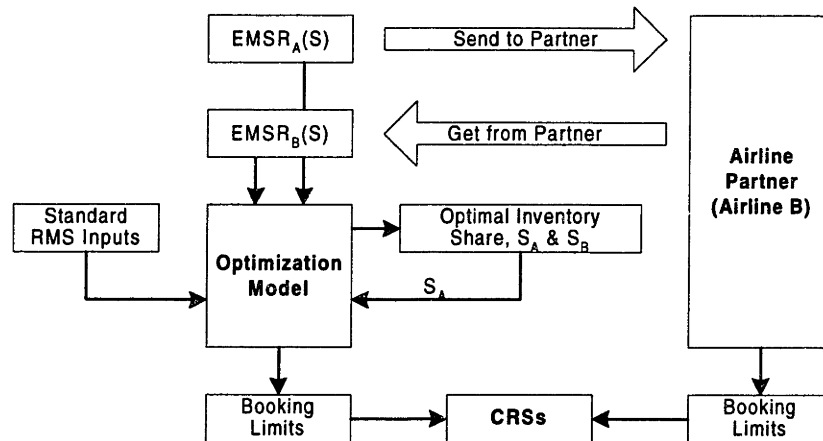 EMSR_A(S)
Send to Partner
EMSR_B(S)
Get from Partner
Airline
Partner
(Airline B)
Standard
RMS Inputs
Optimization
Model
Optimal Inventory
Share, S_A & S_B
S_A
Booking
Limits
CRSs
Booking
Limits